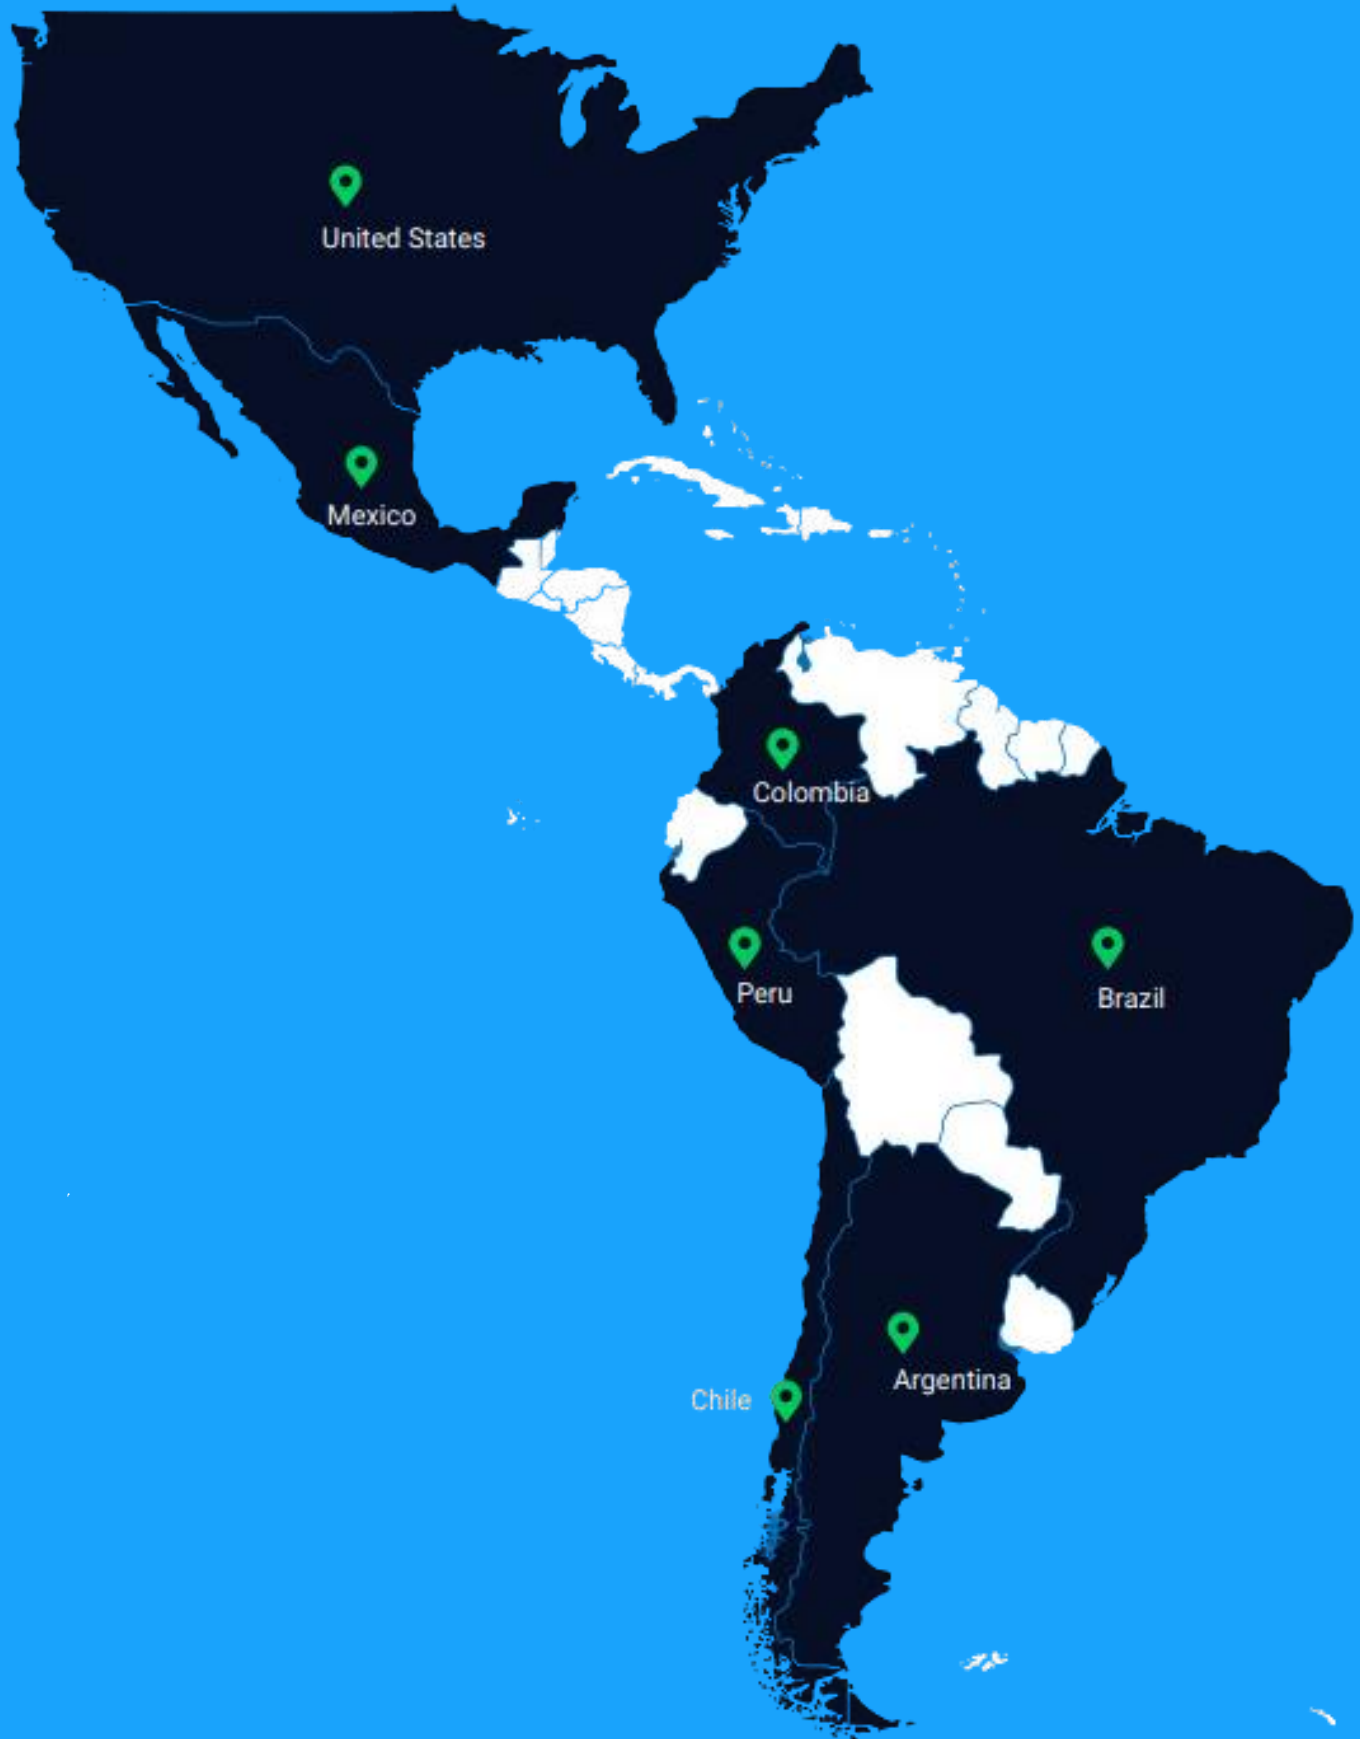 United States
Mexico
Colombia
Peru
Brazil
Argentina
Chile